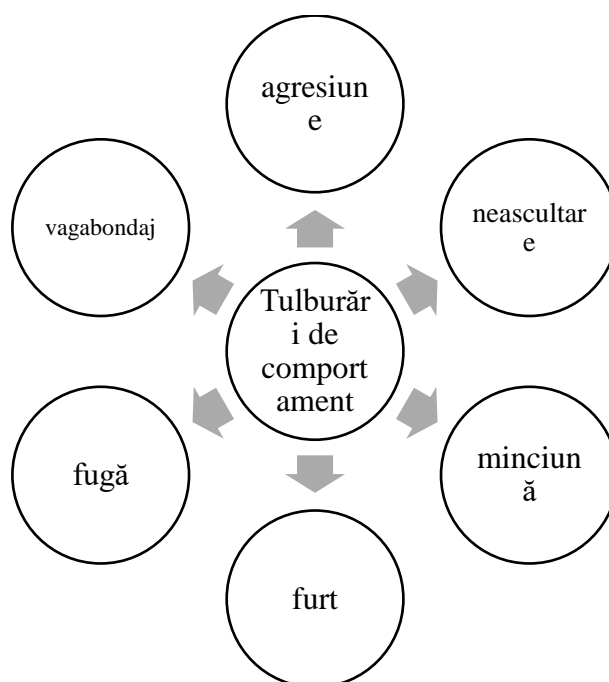 agresiun
e
neascultar
e
minciun
ă
furt
fugă
vagabondaj
Tulburăr
i de
comport
ament